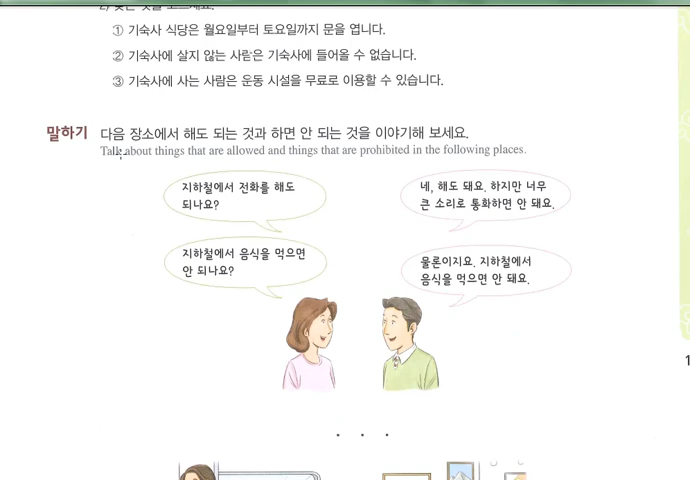 ① 기숙사 식당은 월요일부터 토요일까지 문을 엽니다.
② 기숙사에 살지 않는 사람은 기숙사에 들어올 수 없습니다.
③ 기숙사에 사는 사람은 운동 시설을 무료로 이용할 수 있습니다.
말하기 다음 장소에서 해도 되는 것과 하면 안 되는 것을 이야기해 보세요.
Talk about things that are allowed and things that are prohibited in the following places.
지하철에서 전화를 해도
되나요?
네, 해도 돼요. 하지만 너무
큰 소리로 통화하면 안 돼요.
지하철에서 음식을 먹으면
안 되나요?
물론이지요. 지하철에서
음식을 먹으면 안 돼요.
1